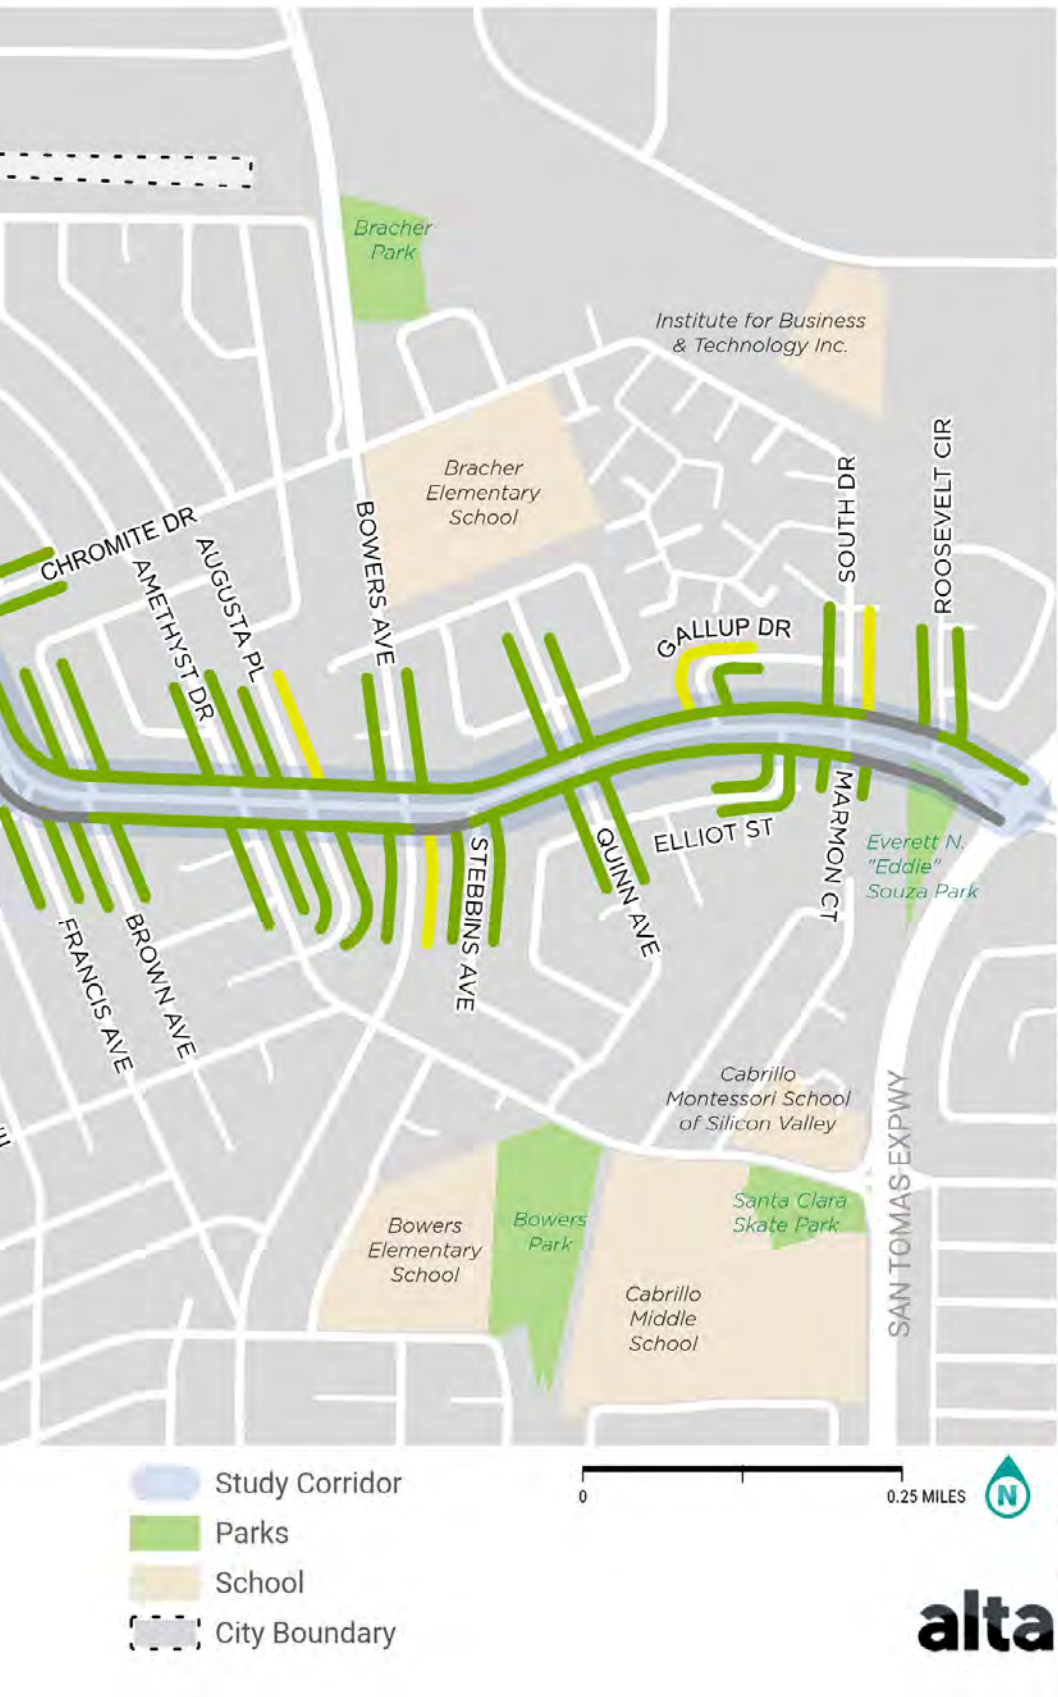 Bracher
Park
Institute for Business
& Technology Inc.
Bracher
Elementary
School
CHROMITE DR
AMETHYST DR
AUGUSTA PL
BOWERS AVE
GALLUP DR
SOUTH DR
ROOSEVELT CIR
FRANCIS AVE
BROWN AVE
STEBBINS AVE
QUINN AVE
ELLIOT ST
MARMON CT
Everett N.
"Eddie"
Souza Park
Cabrillo
Montessori School
of Silicon Valley
Bowers
Elementary
School
Bowers
Park
Santa Clara
Skate Park
Cabrillo
Middle
School
SAN TOMAS EXPWY
Study Corridor
Parks
School
City Boundary
0
0.25 MILES
N
alta